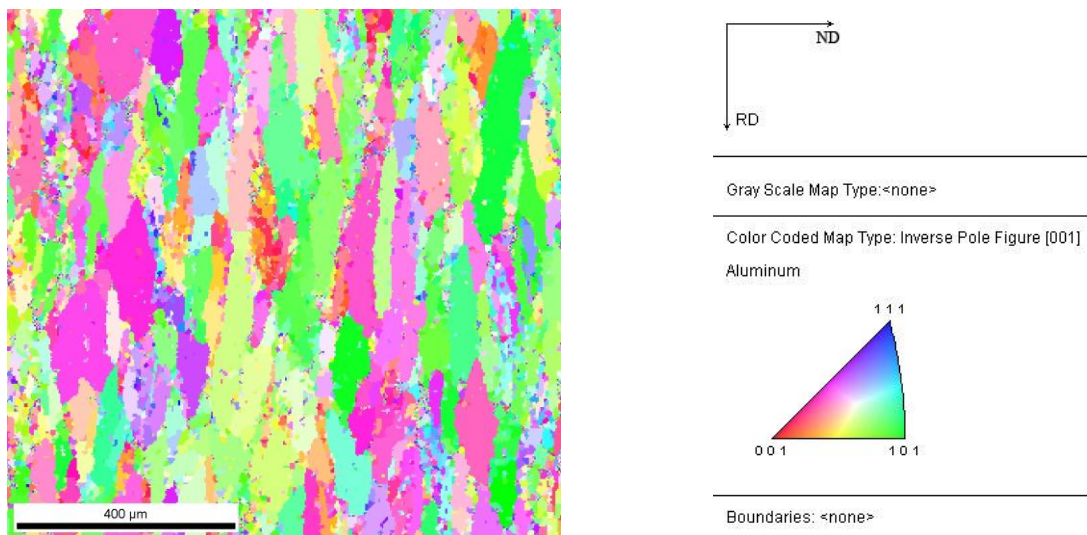 400 µm
ND
RD
Gray Scale Map Type:<none>
Color Coded Map Type: Inverse Pole Figure [001]
Aluminum
1 1 1
0 0 1
1 0 1
Boundaries: <none>